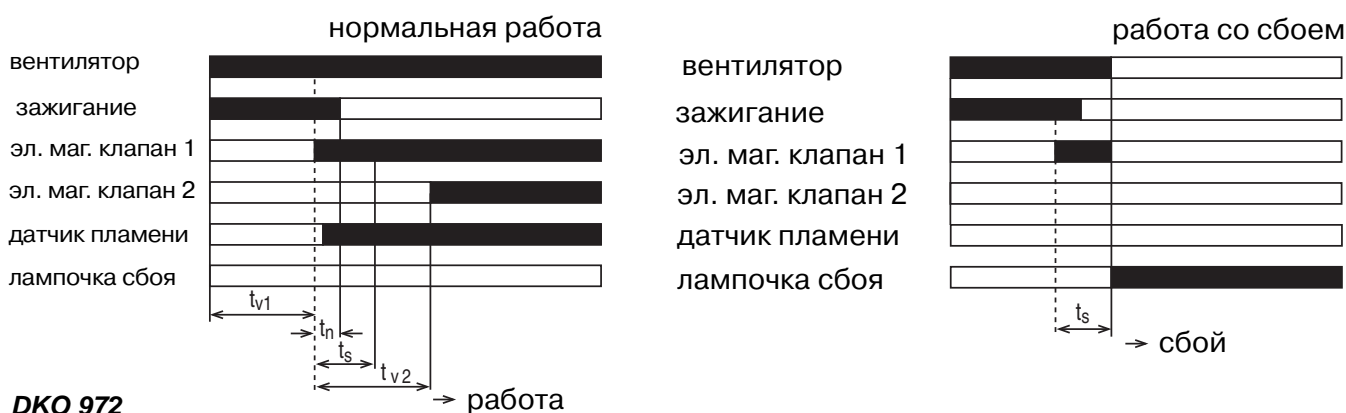 нормальная работа
вентилятор
зажигание
эл. маг. клапан 1
эл. маг. клапан 2
датчик пламени
лампочка сбоя
tv1
tn
ts
tv2
работа
DKO 972
работа со сбоем
вентилятор
зажигание
эл. маг. клапан 1
эл. маг. клапан 2
датчик пламени
лампочка сбоя
ts
сбой